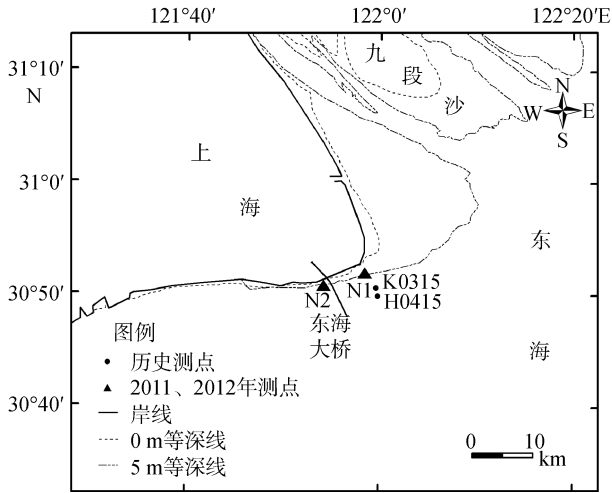 121°40′
122°0′
122°20′E
31°10′
N
31°0′
30°50′
30°40′
九
段
沙
N
W
E
S
上
海
东
海
K0315
N1
H0415
N2
东海
大桥
图例
历史测点
2011、2012年测点
岸线
0 m等深线
5 m等深线
0
10
km